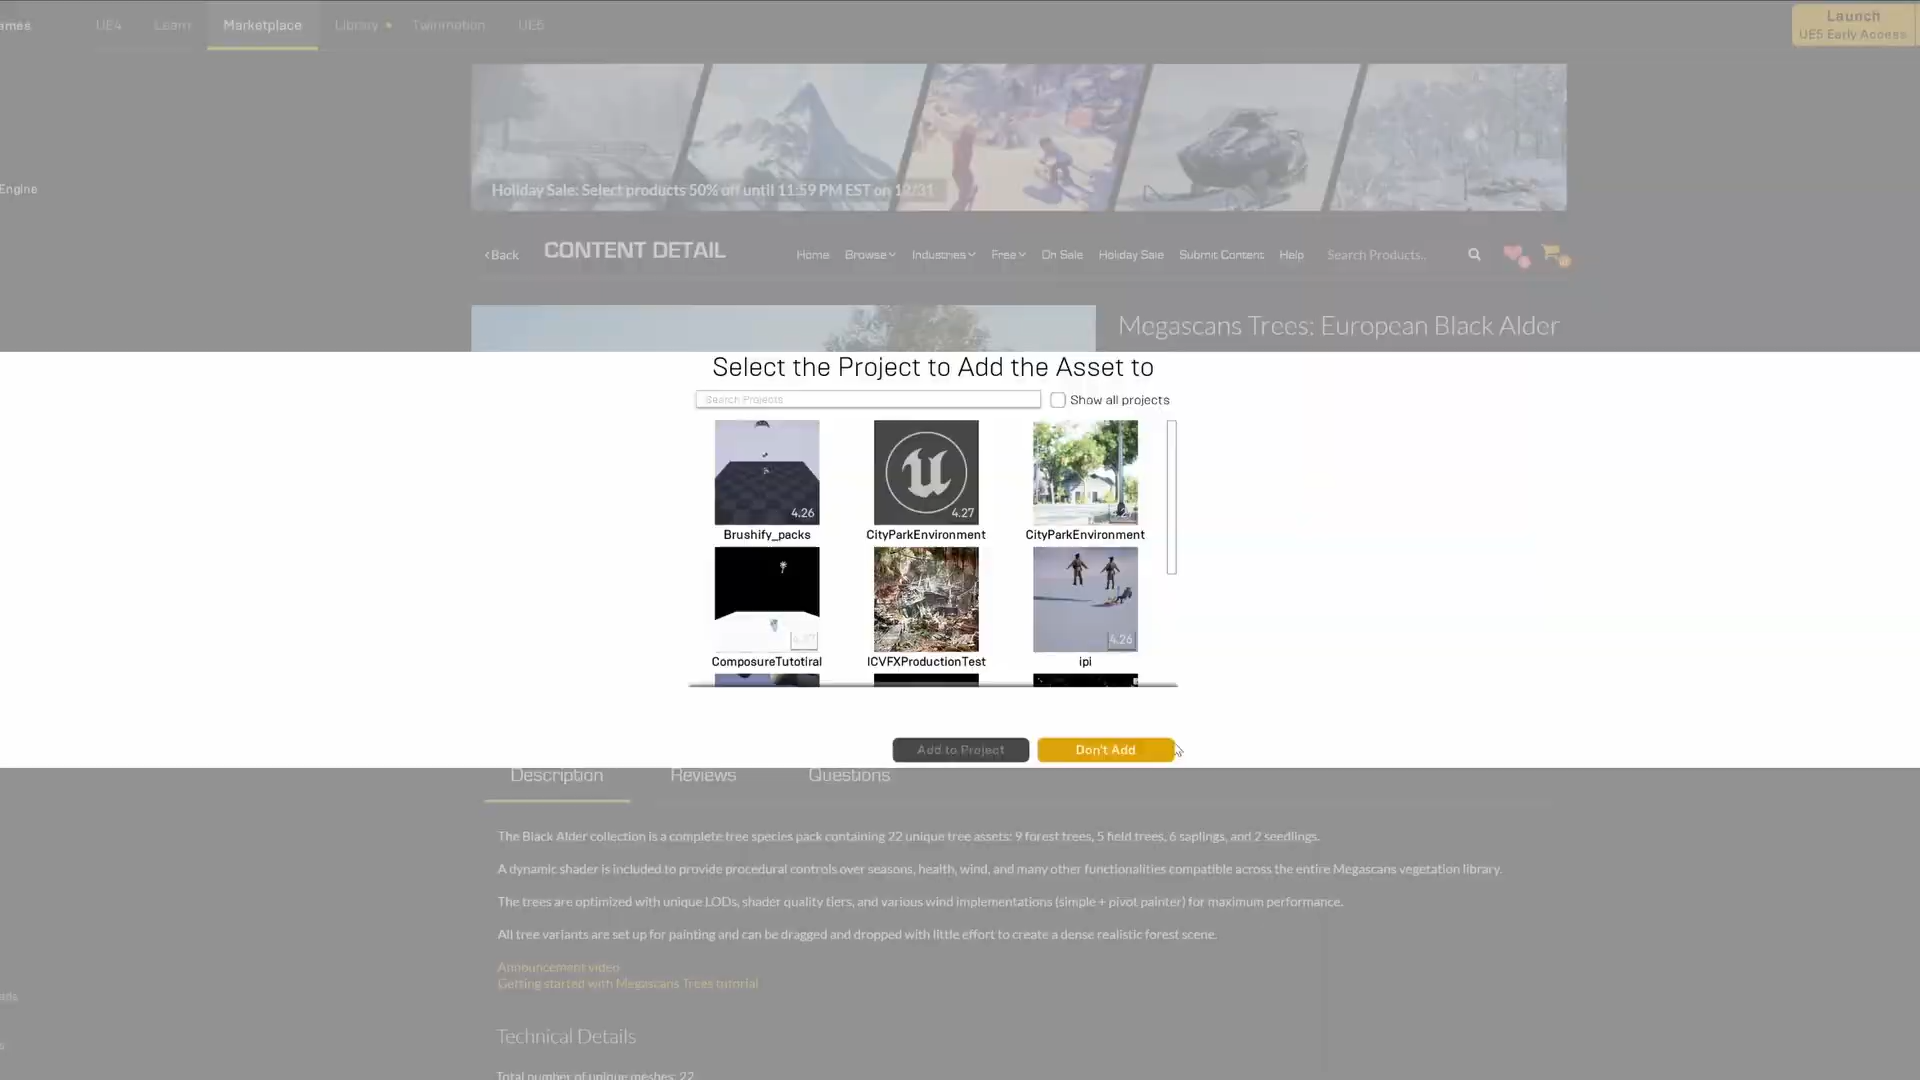 ames
UE4
Learn
Marketplace
Library
Twinmotion
UE5
Launch
UE5 Early Access
Holiday Sale: Select products 50% off until 11:59 PM EST on 12/31
Engine
Back
CONTENT DETAIL
Home
Browse
Industries
Free
On Sale
Holiday Sale
Submit Content
Help
Search Products..
Megascans Trees: European Black Alder
Select the Project to Add the Asset to
Search Projects
Show all projects
4.26
4.27
Brushify_packs
CityParkEnvironment
CityParkEnvironment
4.27
4.26
ComposureTutotiral
ICVFXProductionTest
ipi
Add to Project
Don't Add
Description
Reviews
Questions
The Black Alder collection is a complete tree species pack containing 22 unique tree assets: 9 forest trees, 5 field trees, 6 saplings, and 2 seedlings.
A dynamic shader is included to provide procedural controls over seasons, health, wind, and many other functionalities compatible across the entire Megascans vegetation library.
The trees are optimized with unique LODs, shader quality tiers, and various wind implementations (simple + pivot painter) for maximum performance.
All tree variants are set up for painting and can be dragged and dropped with little effort to create a dense realistic forest scene.
Announcement video
Getting started with Megascans Trees tutorial
ads
Technical Details
s
Total number of unique meshes: 22